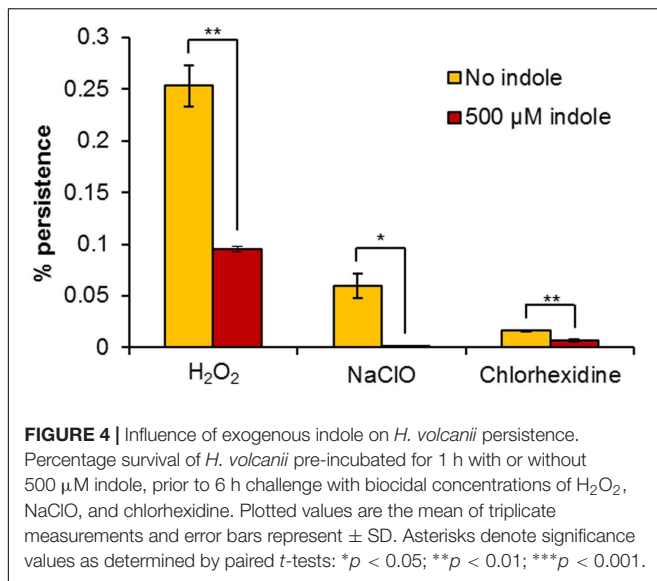 0.3
0.25
0.2
0.15
0.1
0.05
0
% persistence
**
*
**
No indole
500 µM indole
H₂O₂
NaClO
Chlorhexidine
FIGURE 4 | Influence of exogenous indole on H. volcanii persistence.
Percentage survival of H. volcanii pre-incubated for 1 h with or without
500 µM indole, prior to 6 h challenge with biocidal concentrations of H₂O₂,
NaClO, and chlorhexidine. Plotted values are the mean of triplicate
measurements and error bars represent ± SD. Asterisks denote significance
values as determined by paired t-tests: *p < 0.05; **p < 0.01; ***p < 0.001.